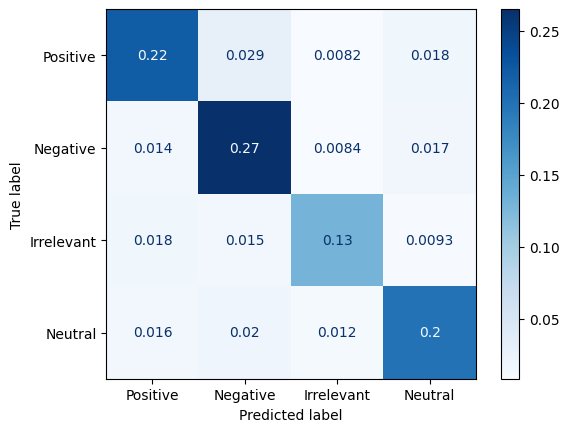 Positive 0.22 0.029 0.0082 0.018
Negative 0.014 0.27 0.0084 0.017
Irrelevant 0.018 0.015 0.13 0.0093
Neutral 0.016 0.02 0.012 0.2
Positive Negative Irrelevant Neutral
Predicted label
True label
0.25
0.20
0.15
0.10
0.05